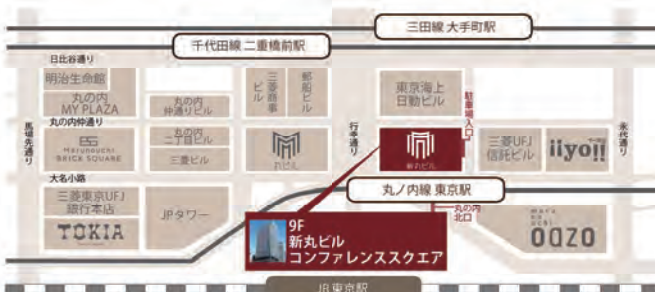 三田線 大手町駅
千代田線 二重橋前駅
日比谷通り
明治生命館
丸の内
MY PLAZA
丸の内
仲通りビル
三菱商事
ビル
郵船ビル
東京海上
日動ビル
駐車場入口
丸の内仲通り
馬場先通り
Marunouchi
BRICK SQUARE
丸の内
二丁目ビル
三菱ビル
丸ビル
行幸通り
新丸ビル
三菱UFJ
信託ビル
iiyo!!
永代通り
大名小路
三菱東京UFJ
銀行本店
TOKIA
JPタワー
丸ノ内線 東京駅
丸の内
北口
maru
no
uchi
oazo
9F
新丸ビル
コンファレンススクエア
JR東京駅